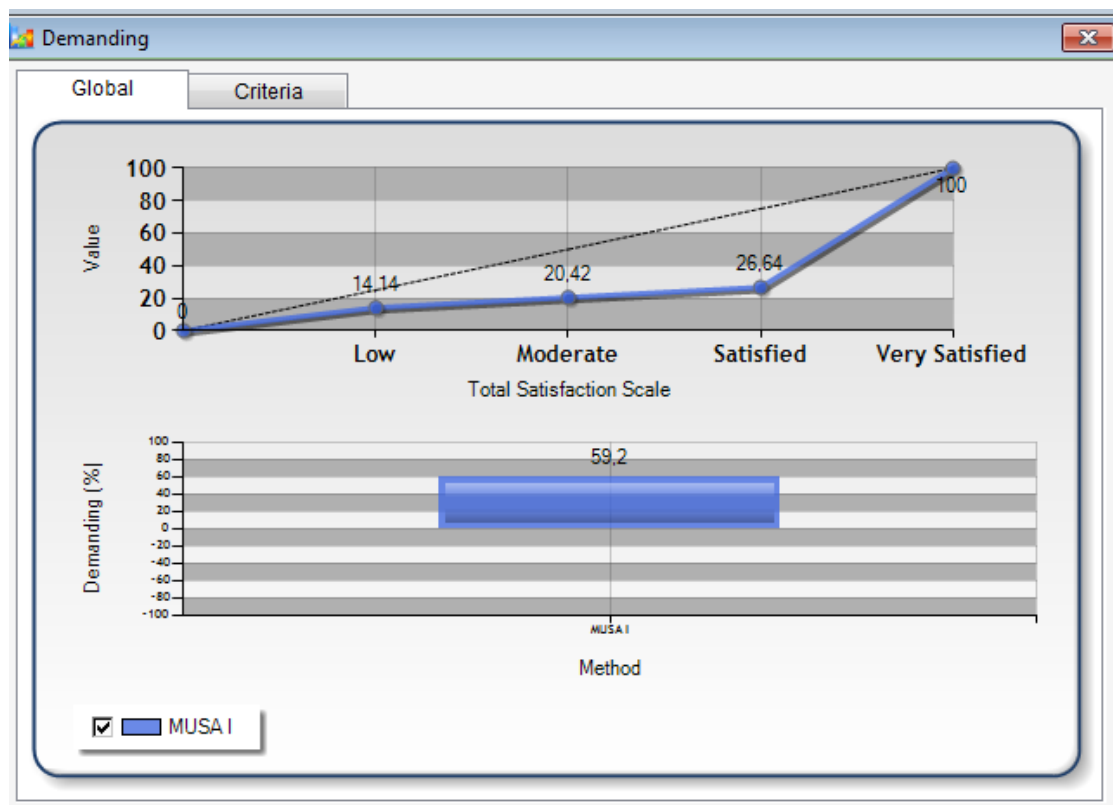 Demanding
Global
Criteria
Value
100
80
60
40
20
0
0
14,14
20,42
26,64
100
Low Moderate Satisfied Very Satisfied
Total Satisfaction Scale
Demanding (%)
100
80
60
40
20
0
-20
-40
-60
-80
-100
59,2
MUSA I
Method
MUSA I